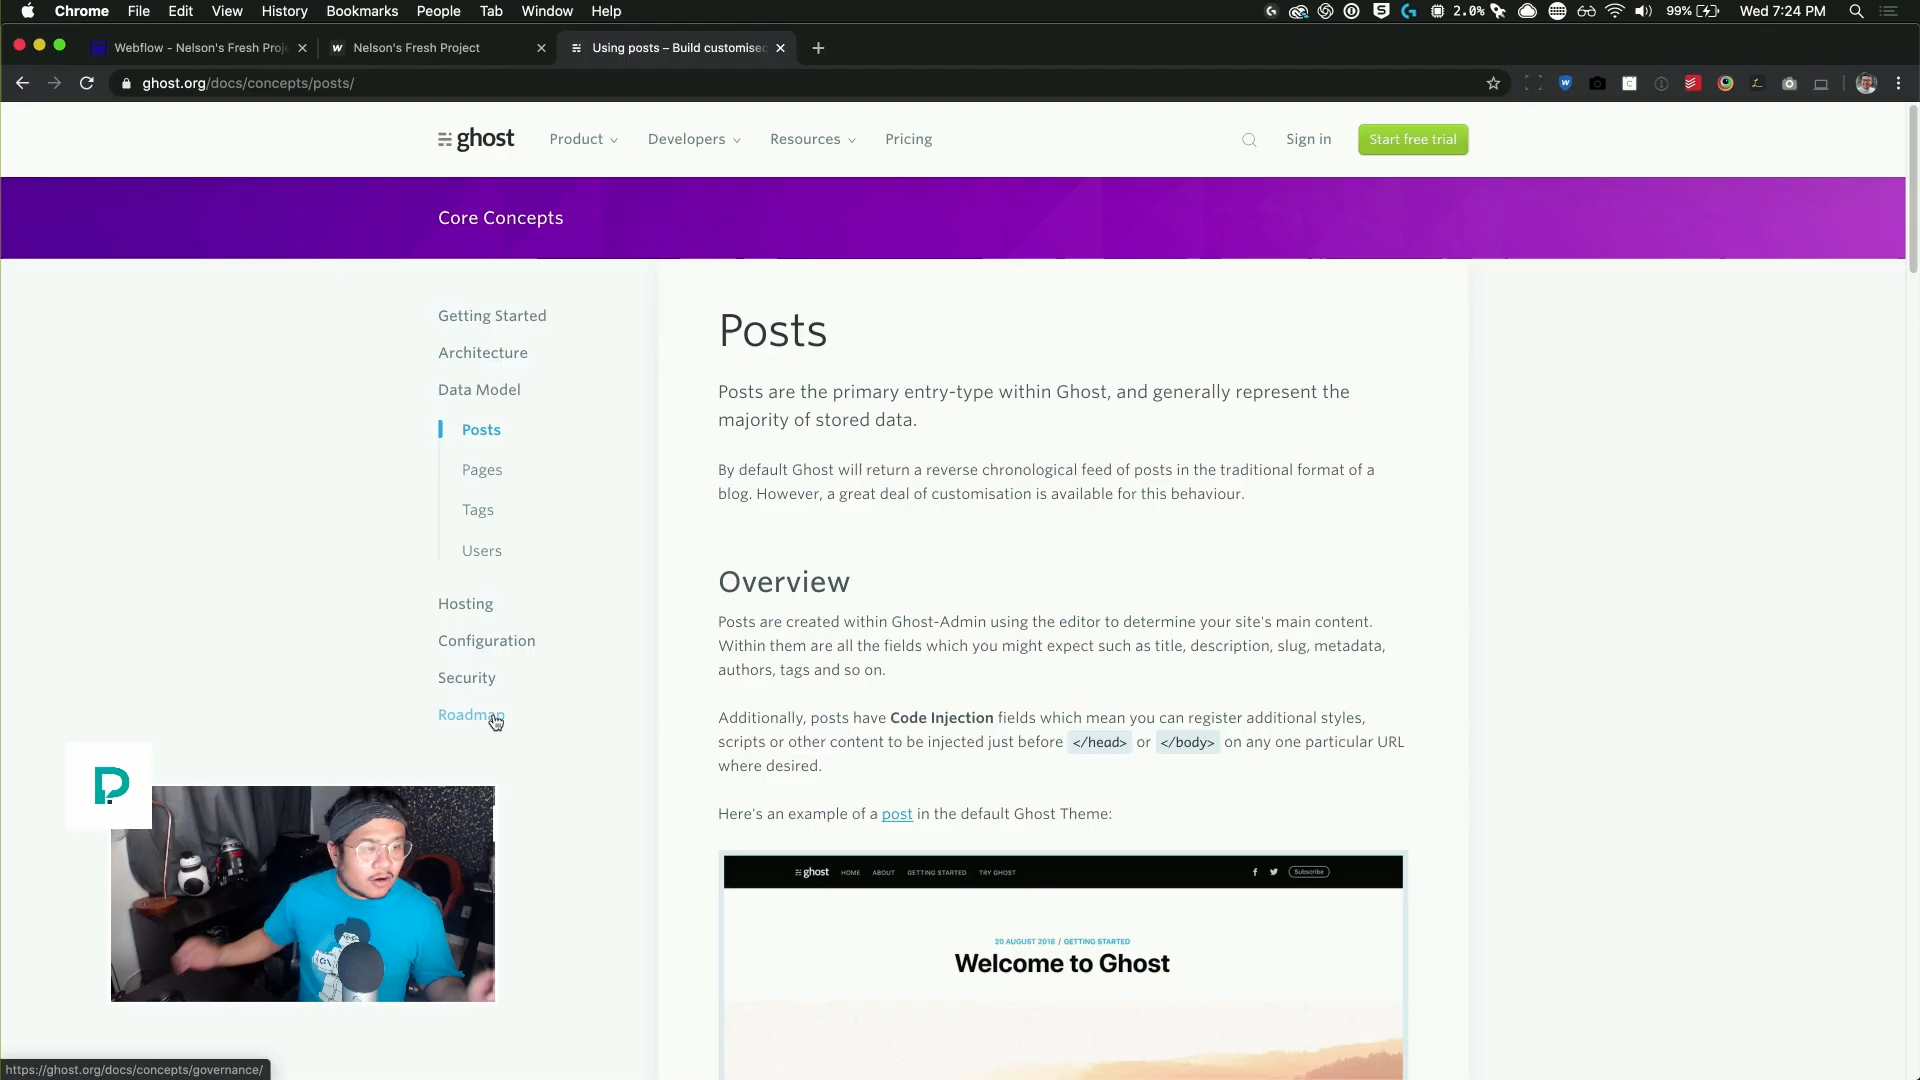 Chrome File Edit View History Bookmarks People Tab Window Help
2.0% 99% Wed 7:24 PM
Webflow - Nelson's Fresh Proje
Nelson's Fresh Project
Using posts – Build customised
ghost.org/docs/concepts/posts/
ghost
Product Developers Resources Pricing
Sign in
Start free trial
Core Concepts
Getting Started
Architecture
Data Model
Posts
Pages
Tags
Users
Hosting
Configuration
Security
Roadmap
Posts
Posts are the primary entry-type within Ghost, and generally represent the
majority of stored data.
By default Ghost will return a reverse chronological feed of posts in the traditional format of a
blog. However, a great deal of customisation is available for this behaviour.
Overview
Posts are created within Ghost-Admin using the editor to determine your site's main content.
Within them are all the fields which you might expect such as title, description, slug, metadata,
authors, tags and so on.
Additionally, posts have Code Injection fields which mean you can register additional styles,
scripts or other content to be injected just before </head> or </body> on any one particular URL
where desired.
Here's an example of a post in the default Ghost Theme:
ghost HOME ABOUT GETTING STARTED TRY GHOST
Subscribe
20 AUGUST 2018 / GETTING STARTED
Welcome to Ghost
https://ghost.org/docs/concepts/governance/